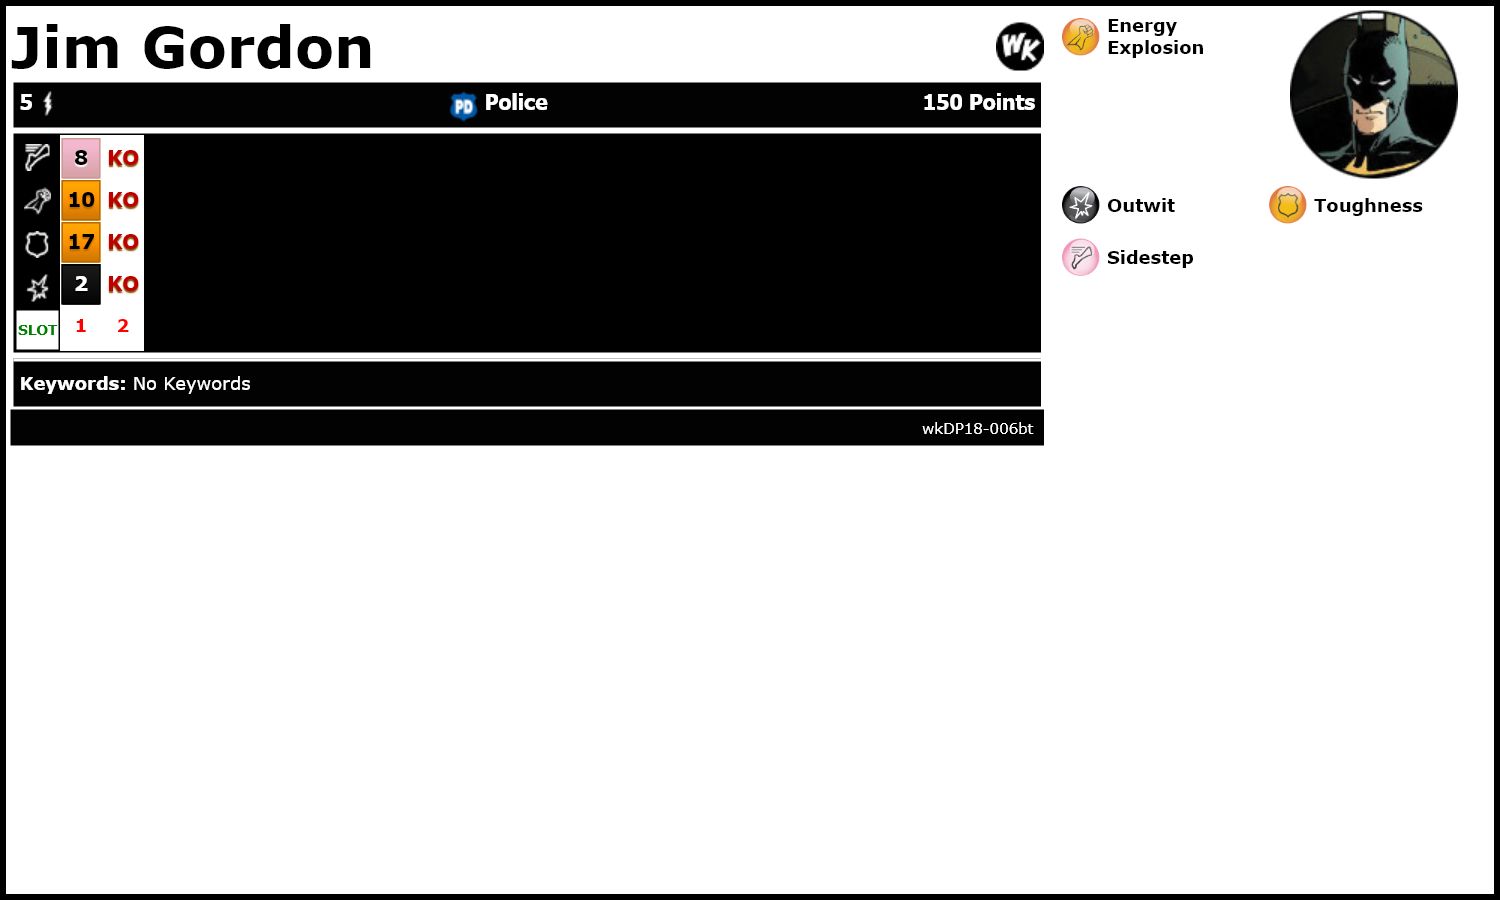 Jim Gordon
WK
5
PD Police
150 Points
8 KO
10 KO
17 KO
2 KO
SLOT 1 2
Keywords: No Keywords
wkDP18-006bt
Energy
Explosion
Outwit
Toughness
Sidestep